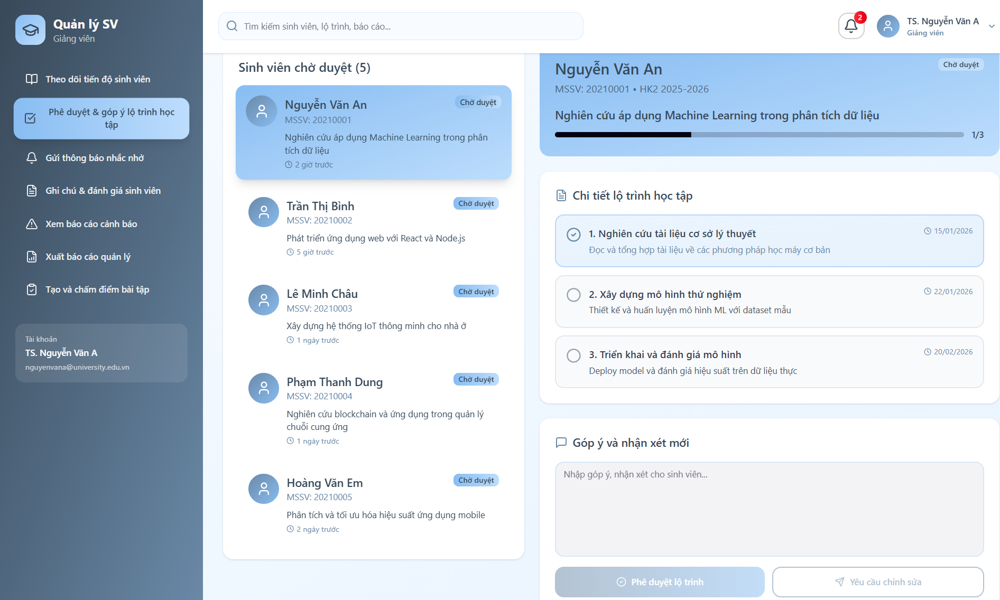 Quản lý SV
Giảng viên
Theo dõi tiến độ sinh viên
Phê duyệt & góp ý lộ trình học
tập
Gửi thông báo nhắc nhở
Ghi chú & đánh giá sinh viên
Xem báo cáo cảnh báo
Xuất báo cáo quản lý
Tạo và chấm điểm bài tập
Tài khoản
TS. Nguyễn Văn A
nguyenvana@university.edu.vn
Tìm kiếm sinh viên, lộ trình, báo cáo...
2
TS. Nguyễn Văn A
Giảng viên
Sinh viên chờ duyệt (5)
Nguyễn Văn An
Chờ duyệt
MSSV: 20210001
Nghiên cứu áp dụng Machine Learning trong phân
tích dữ liệu
2 giờ trước
Trần Thị Bình
Chờ duyệt
MSSV: 20210002
Phát triển ứng dụng web với React và Node.js
5 giờ trước
Lê Minh Châu
Chờ duyệt
MSSV: 20210003
Xây dựng hệ thống IoT thông minh cho nhà ở
1 ngày trước
Phạm Thanh Dung
Chờ duyệt
MSSV: 20210004
Nghiên cứu blockchain và ứng dụng trong quản lý
chuỗi cung ứng
1 ngày trước
Hoàng Văn Em
Chờ duyệt
MSSV: 20210005
Phân tích và tối ưu hóa hiệu suất ứng dụng mobile
2 ngày trước
Nguyễn Văn An
Chờ duyệt
MSSV: 20210001 • HK2 2025-2026
Nghiên cứu áp dụng Machine Learning trong phân tích dữ liệu
1/3
Chi tiết lộ trình học tập
1. Nghiên cứu tài liệu cơ sở lý thuyết
15/01/2026
Đọc và tổng hợp tài liệu về các phương pháp học máy cơ bản
2. Xây dựng mô hình thử nghiệm
22/01/2026
Thiết kế và huấn luyện mô hình ML với dataset mẫu
3. Triển khai và đánh giá mô hình
20/02/2026
Deploy model và đánh giá hiệu suất trên dữ liệu thực
Góp ý và nhận xét mới
Nhập góp ý, nhận xét cho sinh viên...
Phê duyệt lộ trình
Yêu cầu chỉnh sửa